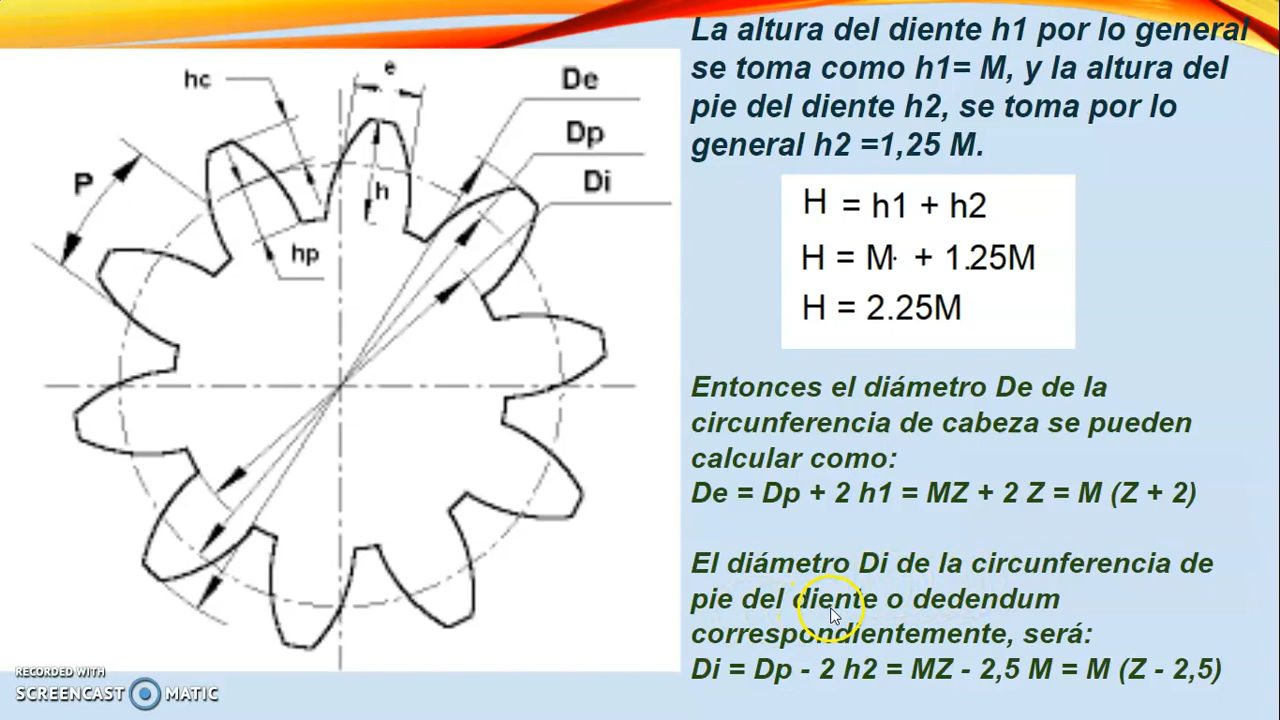 La altura del diente h1 por lo general
se toma como h1= M, y la altura del
pie del diente h2, se toma por lo
general h2 =1,25 M.
H = h1 + h2
H = M· + 1.25M
H = 2.25M
Entonces el diámetro De de la
circunferencia de cabeza se pueden
calcular como:
De = Dp + 2 h1 = MZ + 2 Z = M (Z + 2)
El diámetro Di de la circunferencia de
pie del diente o dedendum
correspondientemente, será:
Di = Dp - 2 h2 = MZ - 2,5 M = M (Z - 2,5)
hc
e
De
Dp
Di
P
h
hp
RECORDED WITH
SCREENCAST MATIC